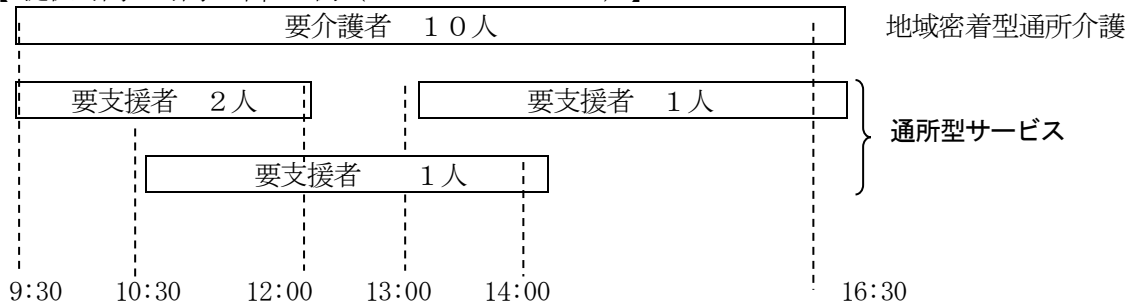 要介護者 １０人
地域密着型通所介護
要支援者 ２人
要支援者 １人
通所型サービス
要支援者 １人
9:30 10:30 12:00 13:00 14:00 16:30